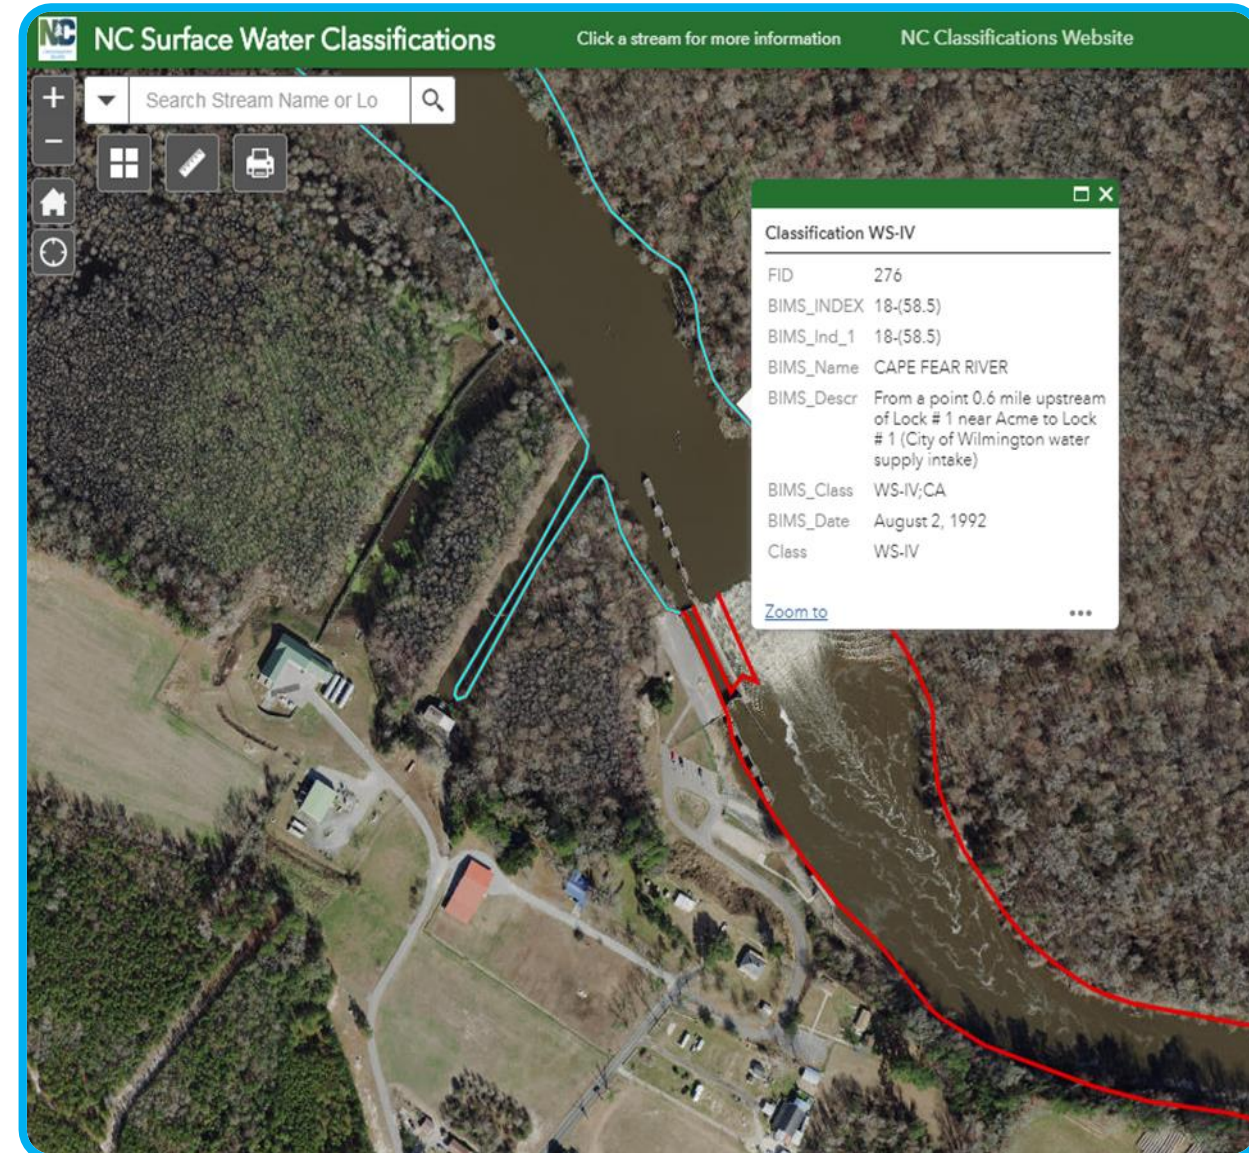 NC
NC Surface Water Classifications
Click a stream for more information
NC Classifications Website
+
Search Stream Name or Lo
−
Classification WS-IV
FID 276
BIMS_INDEX 18-(58.5)
BIMS_Ind_1 18-(58.5)
BIMS_Name CAPE FEAR RIVER
BIMS_Descr From a point 0.6 mile upstream
of Lock # 1 near Acme to Lock
# 1 (City of Wilmington water
supply intake)
BIMS_Class WS-IV;CA
BIMS_Date August 2, 1992
Class WS-IV
Zoom to